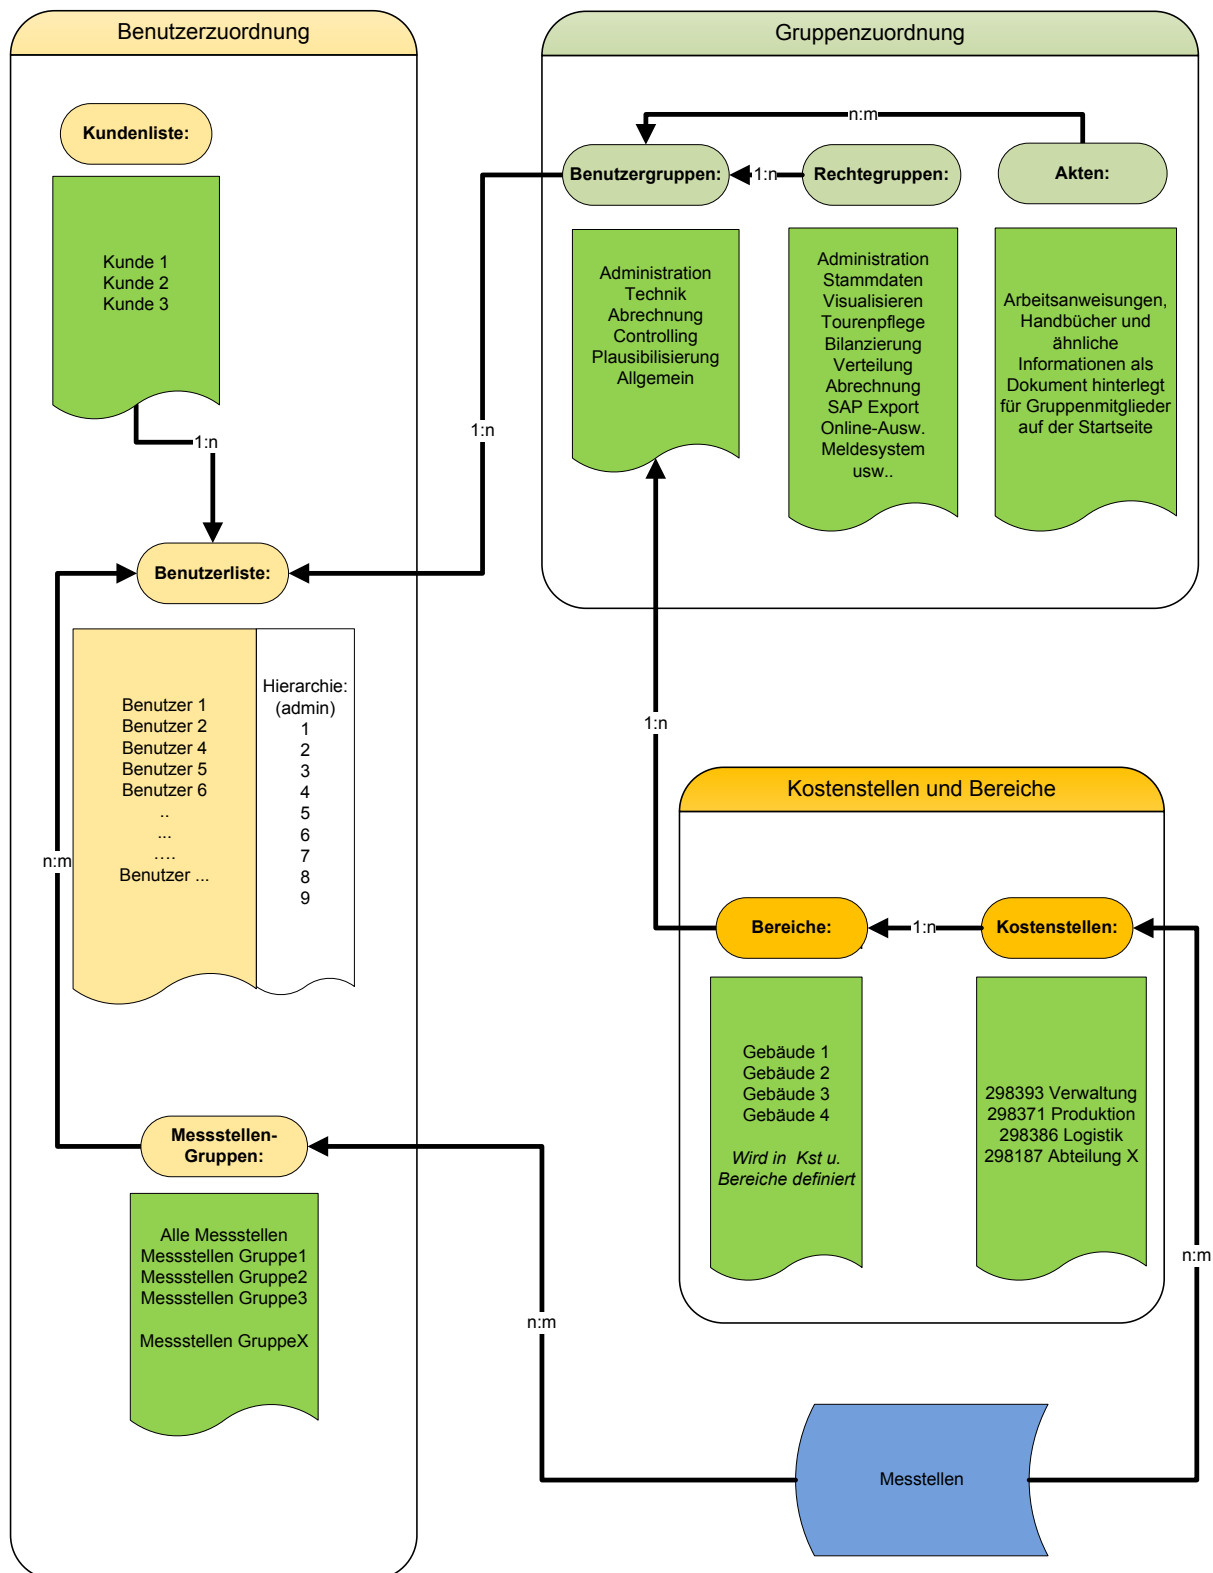 Benutzerzuordnung
Kundenliste:
Kunde 1
Kunde 2
Kunde 3
1:n
Benutzerliste:
Benutzer 1
Benutzer 2
Benutzer 4
Benutzer 5
Benutzer 6
..
...
....
Benutzer ...
Hierarchie:
(admin)
1
2
3
4
5
6
7
8
9
n:m
Messstellen-
Gruppen:
Alle Messstellen
Messstellen Gruppe1
Messstellen Gruppe2
Messstellen Gruppe3
Messstellen GruppeX
1:n
Gruppenzuordnung
n:m
Benutzergruppen:
1:n
Rechtegruppen:
Akten:
Administration
Technik
Abrechnung
Controlling
Plausibilisierung
Allgemein
Administration
Stammdaten
Visualisieren
Tourenpflege
Bilanzierung
Verteilung
Abrechnung
SAP Export
Online-Ausw.
Meldesystem
usw..
Arbeitsanweisungen,
Handbücher und
ähnliche
Informationen als
Dokument hinterlegt
für Gruppenmitglieder
auf der Startseite
1:n
Kostenstellen und Bereiche
Bereiche:
1:n
Kostenstellen:
Gebäude 1
Gebäude 2
Gebäude 3
Gebäude 4
Wird in Kst u.
Bereiche definiert
298393 Verwaltung
298371 Produktion
298386 Logistik
298187 Abteilung X
n:m
n:m
Messtellen